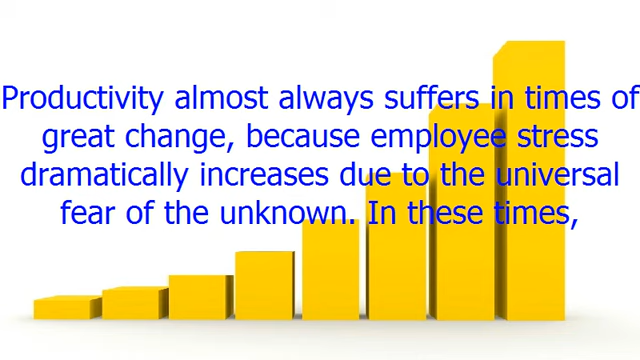 Productivity almost always suffers in times of
great change, because employee stress
dramatically increases due to the universal
fear of the unknown. In these times,